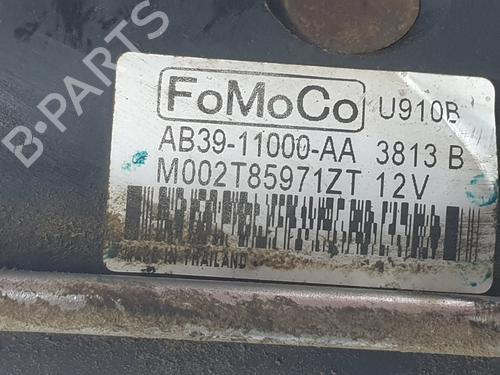 B-PARTS
FoMoCo U910B
AB39-11000-AA 3813 B
M002T85971ZT 12V
MADE IN THAILAND